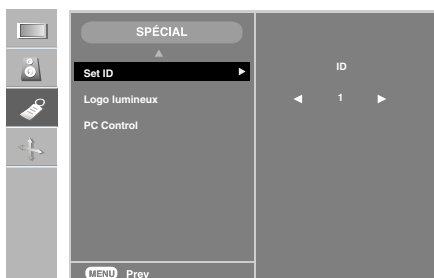 SPÉCIAL
Set ID
Logo lumineux
PC Control
ID
1
MENU Prev